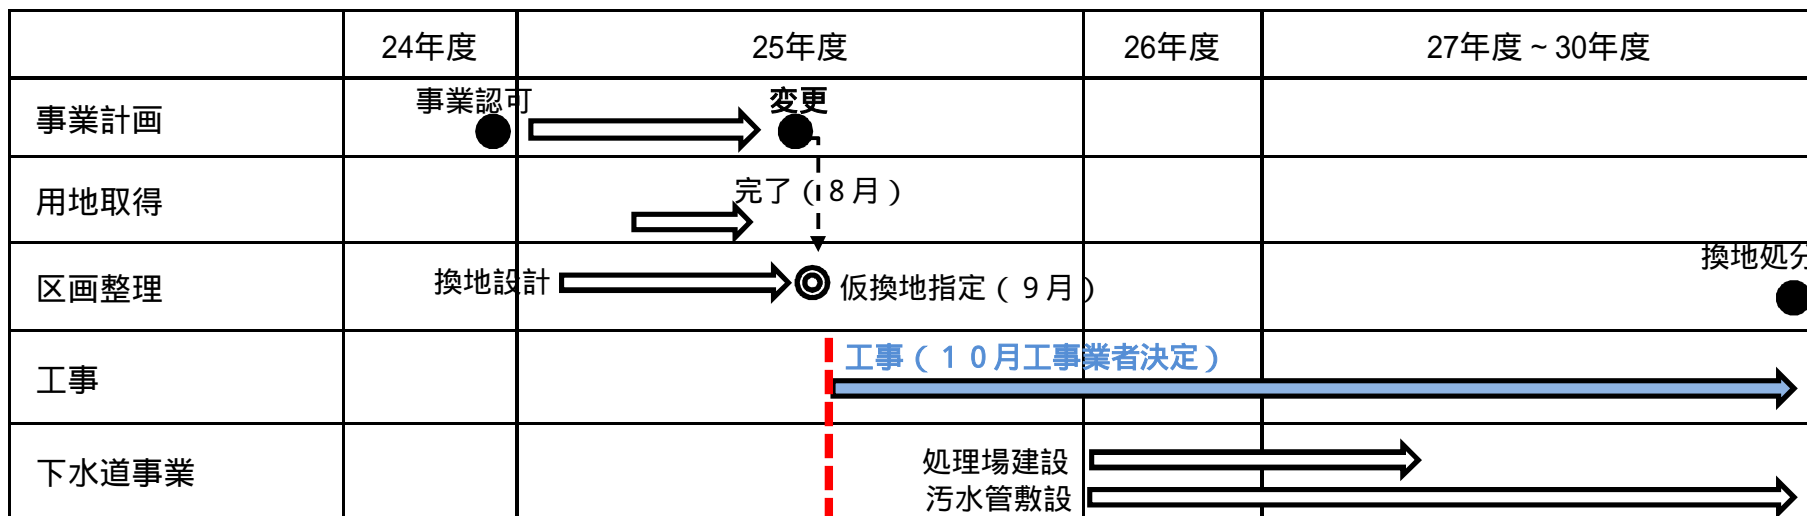 24年度 25年度 26年度 27年度～30年度
事業計画 事業認可 変更
用地取得 完了（８月）
区画整理 換地設計 仮換地指定（９月） 換地処分
工事 工事（１０月工事業者決定）
下水道事業 処理場建設
汚水管敷設